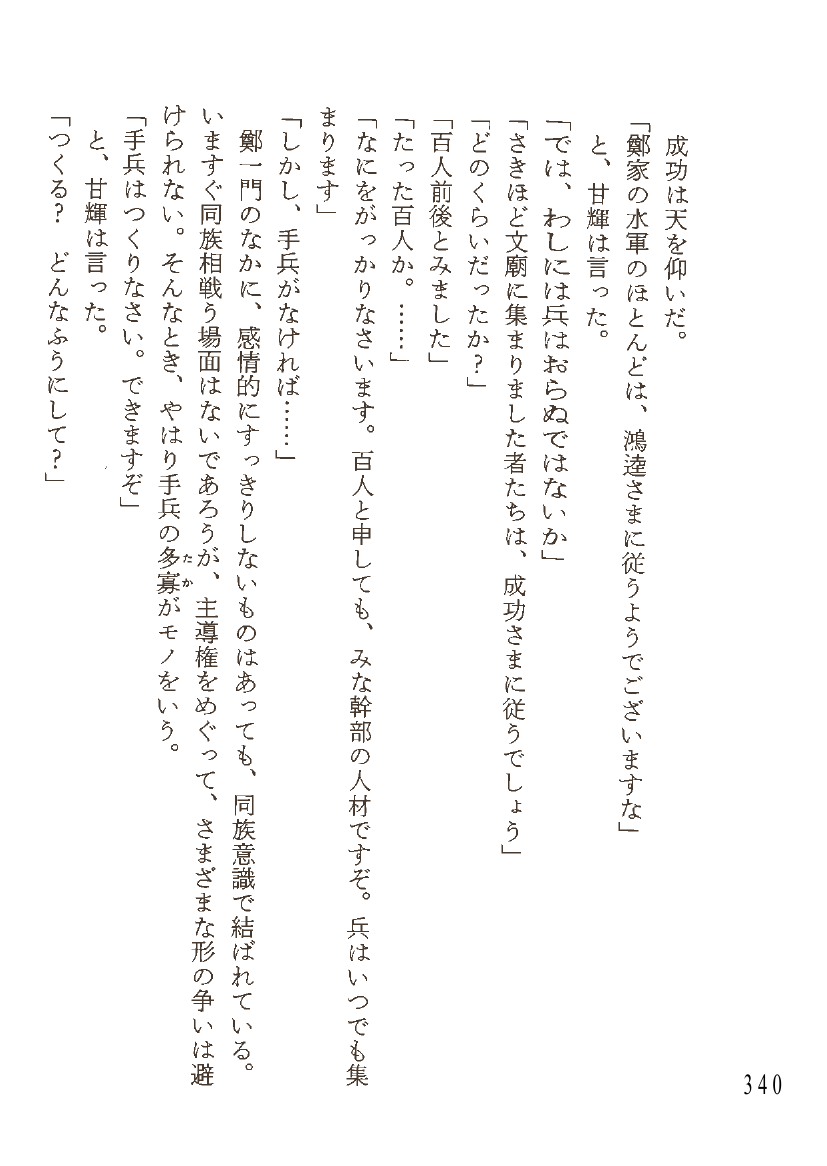 成功は天を仰いだ。
「鄭家の水軍のほとんどは、鴻逵さまに従うようでございますな」
と、甘輝は言った。
「では、わしには兵はおらぬではないか」
「さきほど文廟に集まりました者たちは、成功さまに従うでしょう」
「どのくらいだったか？」
「百人前後とみました」
「たった百人か。……」
「なにをがっかりなさいます。百人と申しても、みな幹部の人材ですぞ。兵はいつでも集
まります」
「しかし、手兵がなければ……」
鄭一門のなかに、感情的にすっきりしないものはあっても、同族意識で結ばれている。
いますぐ同族相戦う場面はないであろうが、主導権をめぐって、さまざまな形の争いは避
けられない。そんなとき、やはり手兵の多寡がモノをいう。
たか
「手兵はつくりなさい。できますぞ」
と、甘輝は言った。
「つくる？　どんなふうにして？」
340